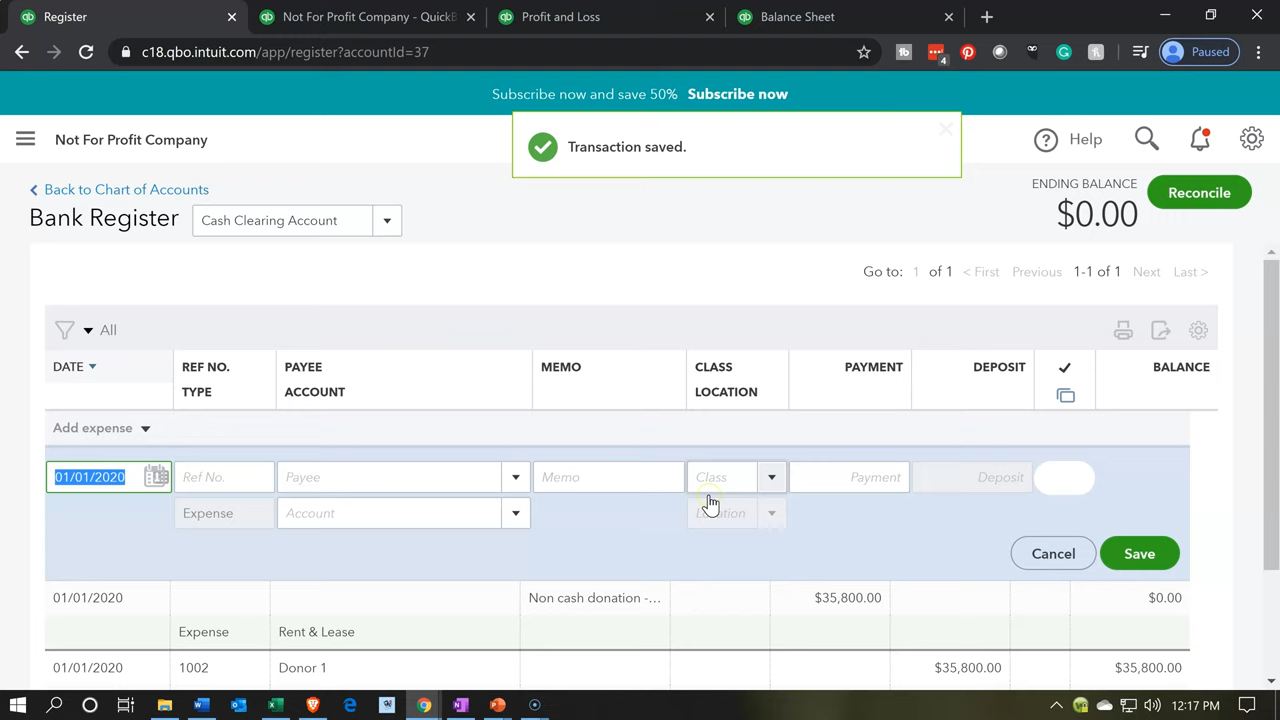 Register
Not For Profit Company - QuickB
Profit and Loss
Balance Sheet
c18.qbo.intuit.com/app/register?accountId=37
4
Paused
Subscribe now and save 50% Subscribe now
Not For Profit Company
Transaction saved.
Help
Back to Chart of Accounts
Bank Register
Cash Clearing Account
ENDING BALANCE
$0.00
Reconcile
Go to: 1 of 1 < First Previous 1-1 of 1 Next Last >
All
DATE REF NO. PAYEE MEMO CLASS PAYMENT DEPOSIT BALANCE
TYPE ACCOUNT LOCATION
Add expense
01/01/2020 Ref No. Payee Memo Class Payment Deposit
Expense Account Location
Cancel Save
01/01/2020 Non cash donation -... $35,800.00 $0.00
Expense Rent & Lease
01/01/2020 1002 Donor 1 $35,800.00 $35,800.00
12:17 PM